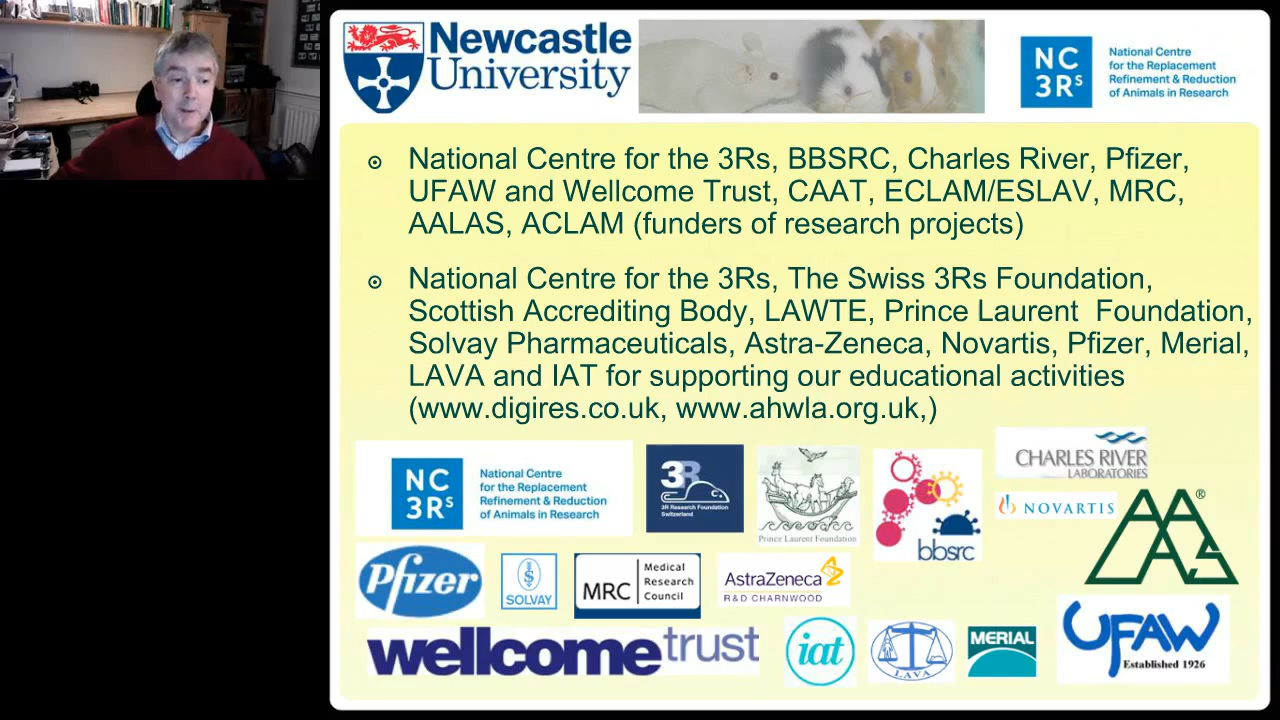 Newcastle
University
NC
3Rs
National Centre
for the Replacement
Refinement & Reduction
of Animals in Research
National Centre for the 3Rs, BBSRC, Charles River, Pfizer,
UFAW and Wellcome Trust, CAAT, ECLAM/ESLAV, MRC,
AALAS, ACLAM (funders of research projects)
National Centre for the 3Rs, The Swiss 3Rs Foundation,
Scottish Accrediting Body, LAWTE, Prince Laurent  Foundation,
Solvay Pharmaceuticals, Astra-Zeneca, Novartis, Pfizer, Merial,
LAVA and IAT for supporting our educational activities
(www.digires.co.uk, www.ahwla.org.uk,)
NC
3Rs
National Centre
for the Replacement
Refinement & Reduction
of Animals in Research
3R
3R Research Foundation
Switzerland
Prince Laurent Foundation
bbsrc
CHARLES RIVER
LABORATORIES
NOVARTIS
AALAS®
Pfizer
SOLVAY
MRC
Medical
Research
Council
AstraZeneca
R&D CHARNWOOD
wellcometrust
iat
LAVA
MERIAL
UFAW
Established 1926